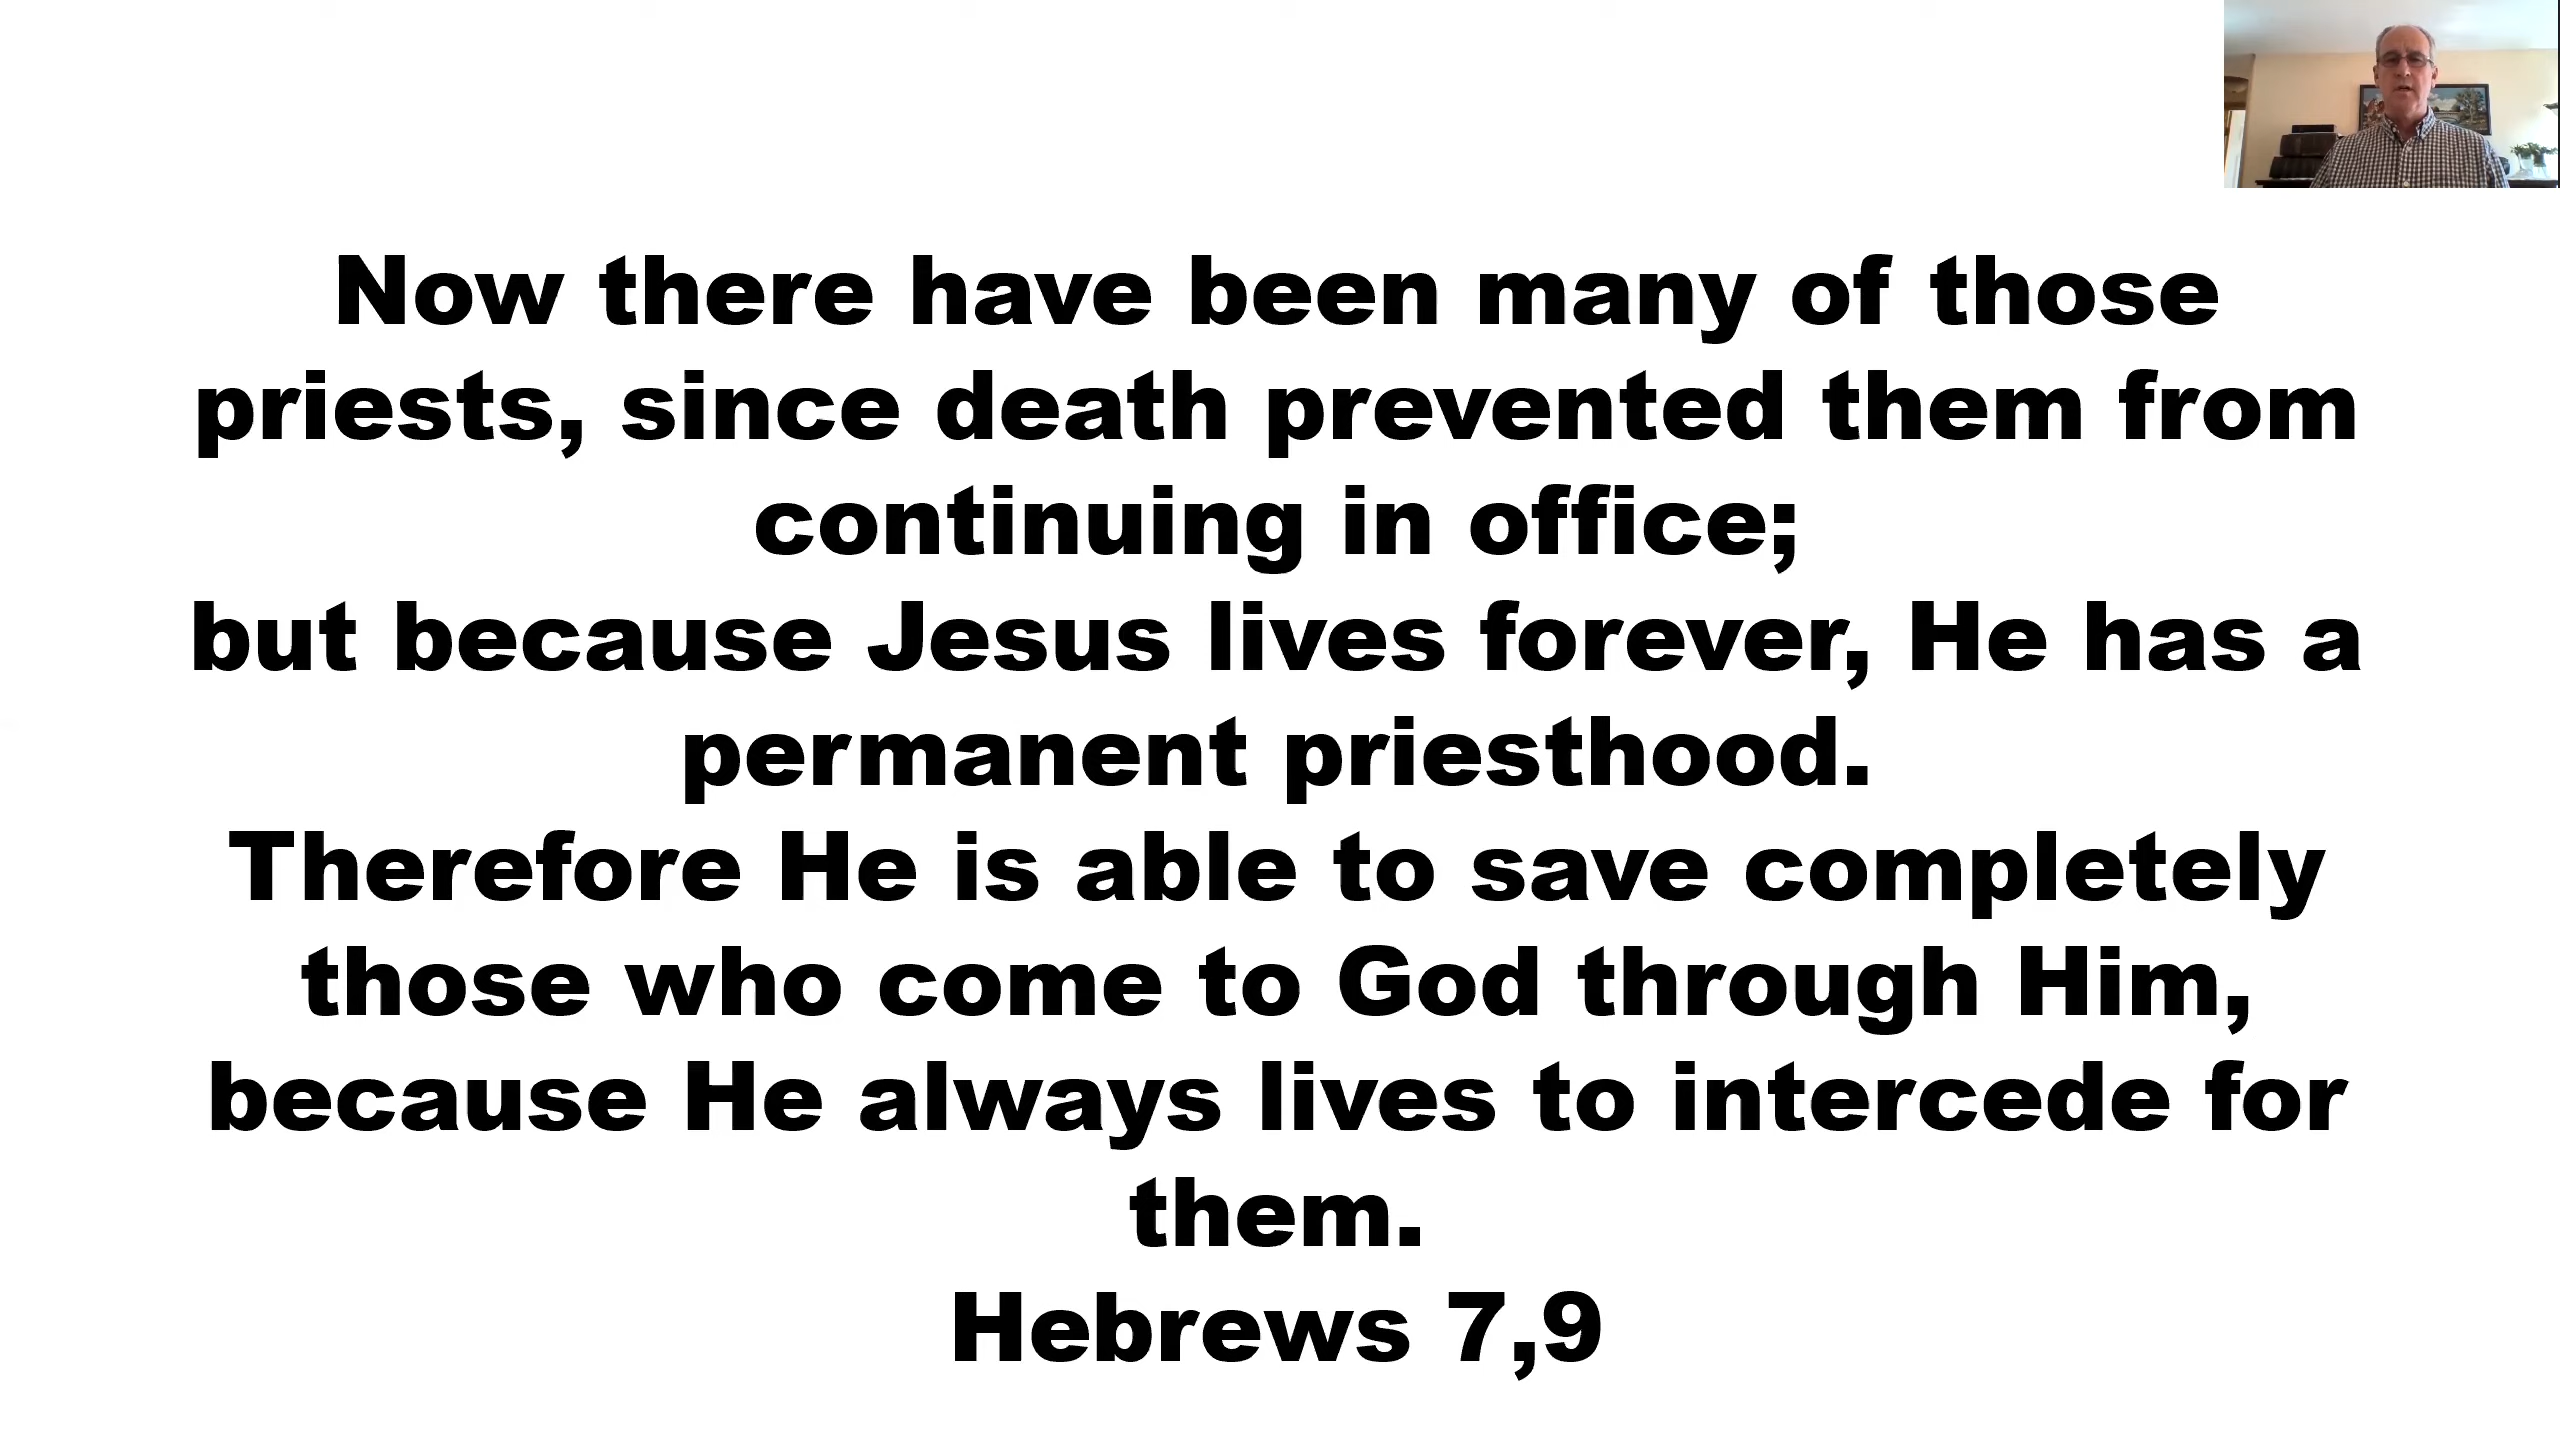 Now there have been many of those
priests, since death prevented them from
continuing in office;
but because Jesus lives forever, He has a
permanent priesthood.
Therefore He is able to save completely
those who come to God through Him,
because He always lives to intercede for
them.
Hebrews 7,9